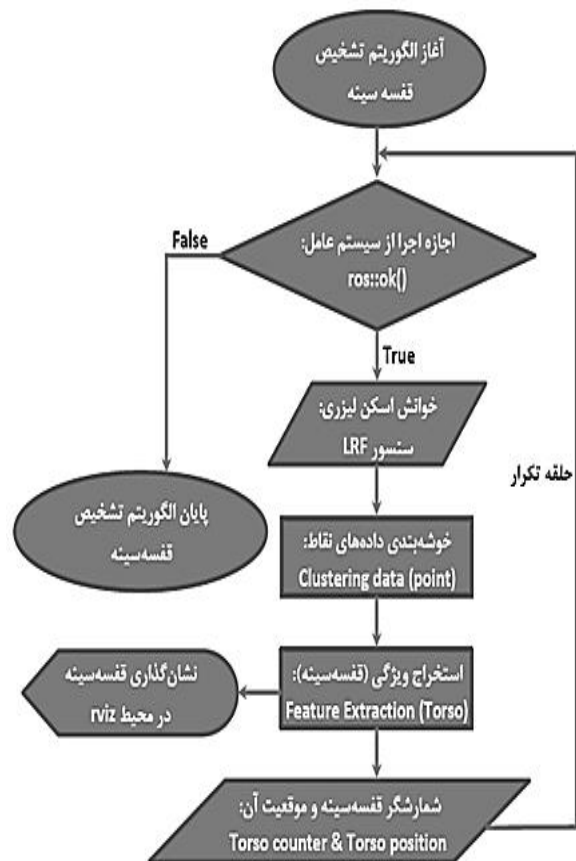 آغاز الگوریتم تشخیص
قفسه سینه
اجازه اجرا از سیستم عامل:
ros::ok()
False
True
خوانش اسکن لیزری:
سنسور LRF
حلقه تکرار
پایان الگوریتم تشخیص
قفسه‌سینه
خوشه‌بندی داده‌های نقاط:
Clustering data (point)
استخراج ویژگی (قفسه‌سینه):
Feature Extraction (Torso)
نشان‌گذاری قفسه‌سینه
در محیط rviz
شمارشگر قفسه‌سینه و موقعیت آن:
Torso counter & Torso position